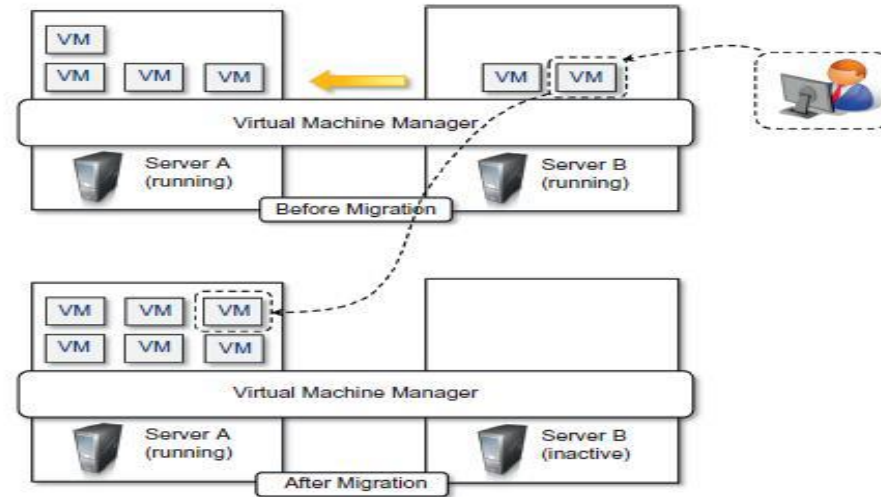 VM
VM VM VM VM VM
Virtual Machine Manager
Server A
(running)
Server B
(running)
Before Migration
VM VM VM
VM VM VM
Virtual Machine Manager
Server A
(running)
Server B
(inactive)
After Migration